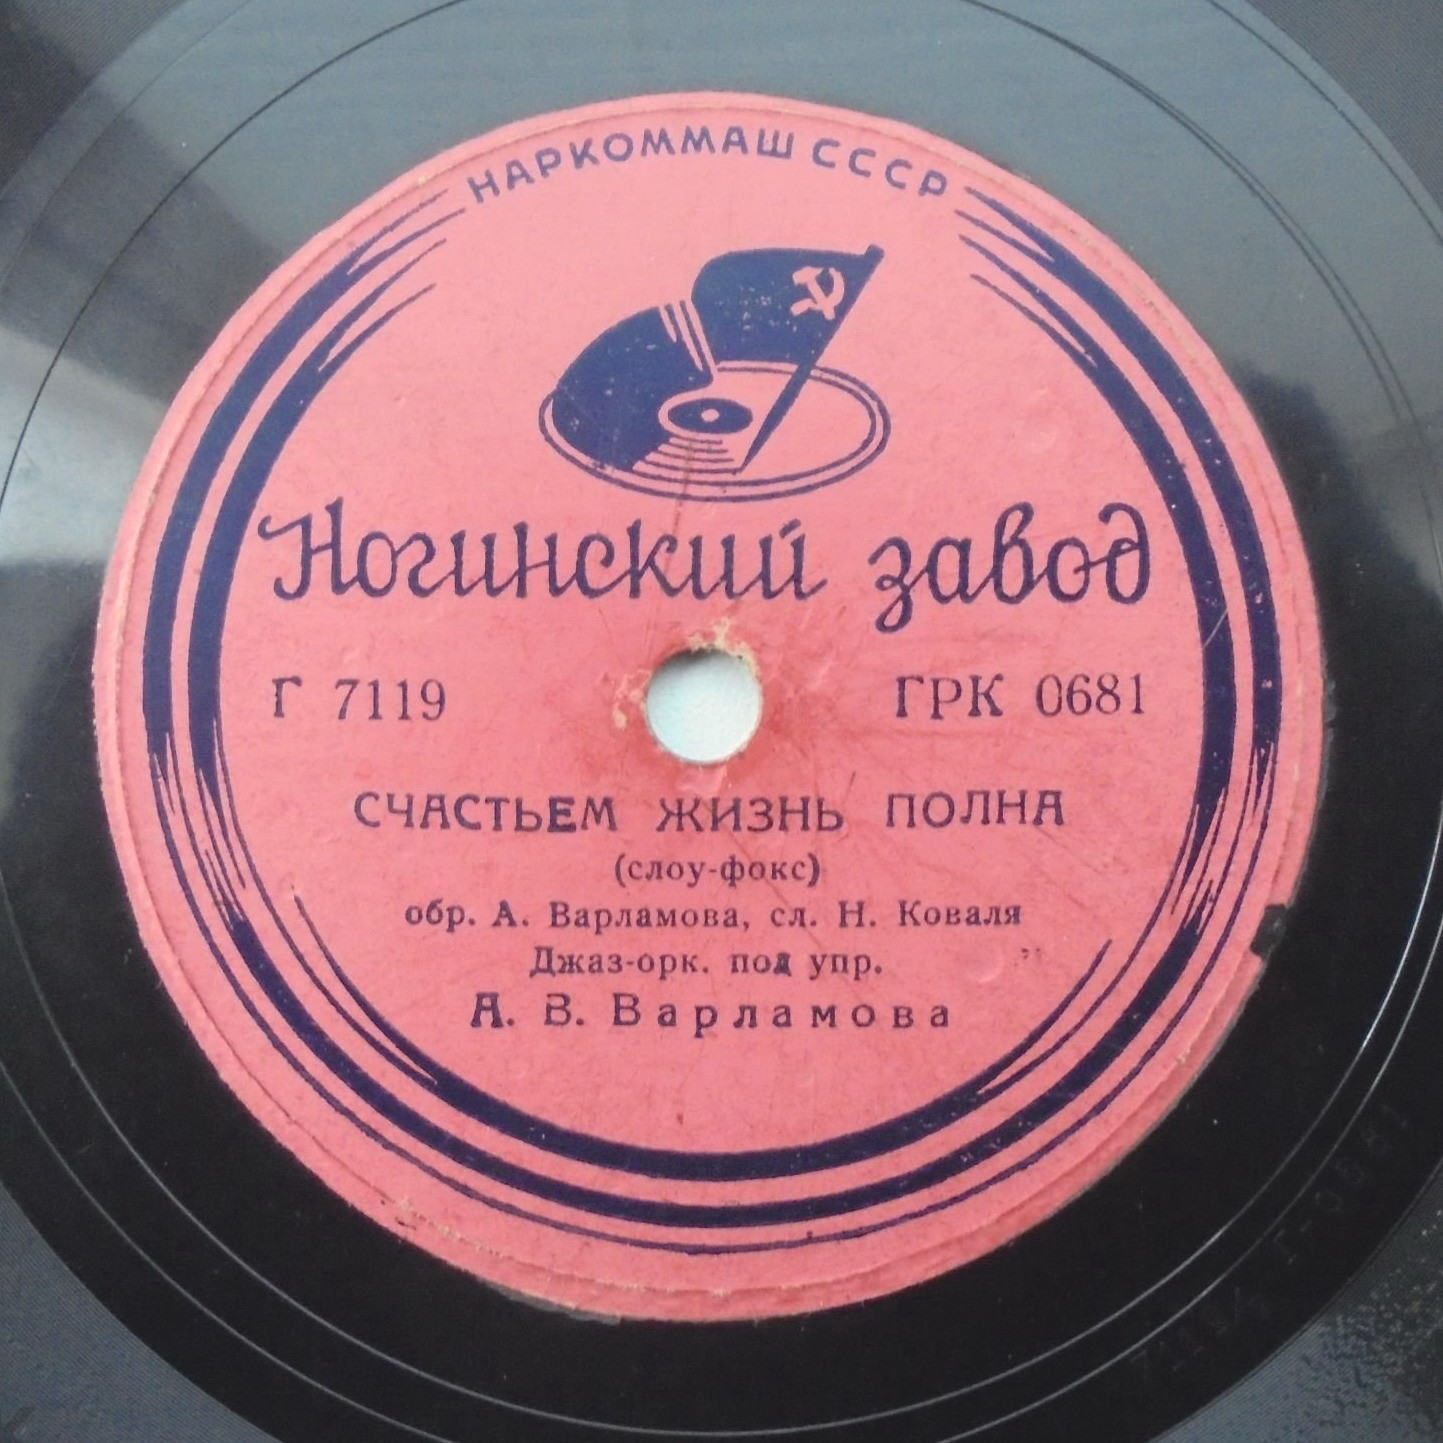 НАРКОММАШ СССР
Ногинский завод
Г 7119 ГРК 0681
СЧАСТЬЕМ ЖИЗНЬ ПОЛНА
(слоу-фокс)
обр. А. Варламова, сл. Н. Коваля
Джаз-орк. под упр.
А. В. Варламова